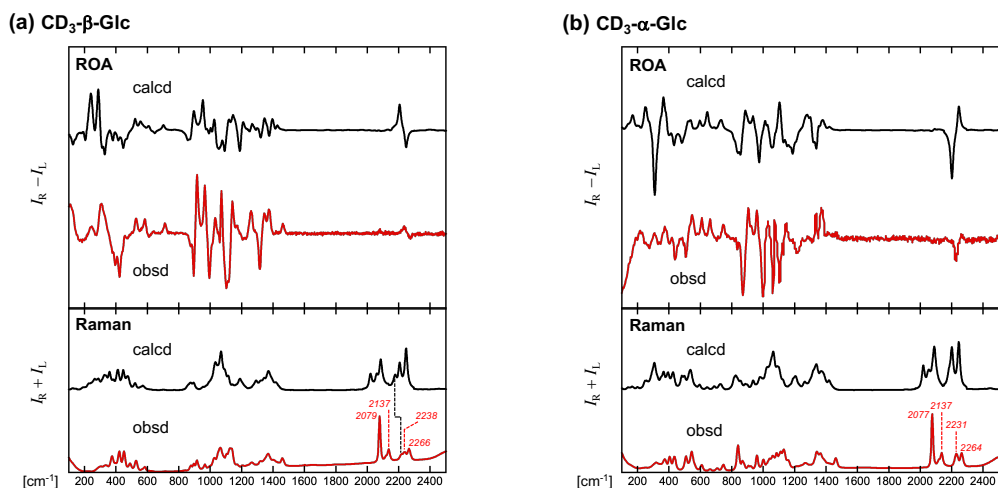 (a) CD₃-β-Glc
ROA
calcd
I_R − I_L
obsd
Raman
calcd
I_R + I_L
2137
2079
2238
obsd
2266
[cm⁻¹] 200 400 600 800 1000 1200 1400 1600 1800 2000 2200 2400
(b) CD₃-α-Glc
ROA
calcd
I_R − I_L
obsd
Raman
calcd
I_R + I_L
2137
2077
2231
obsd
2264
[cm⁻¹] 200 400 600 800 1000 1200 1400 1600 1800 2000 2200 2400